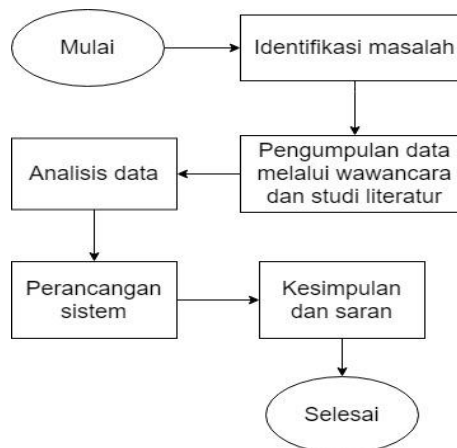 Mulai
Identifikasi masalah
Pengumpulan data
melalui wawancara
dan studi literatur
Analisis data
Perancangan
sistem
Kesimpulan
dan saran
Selesai